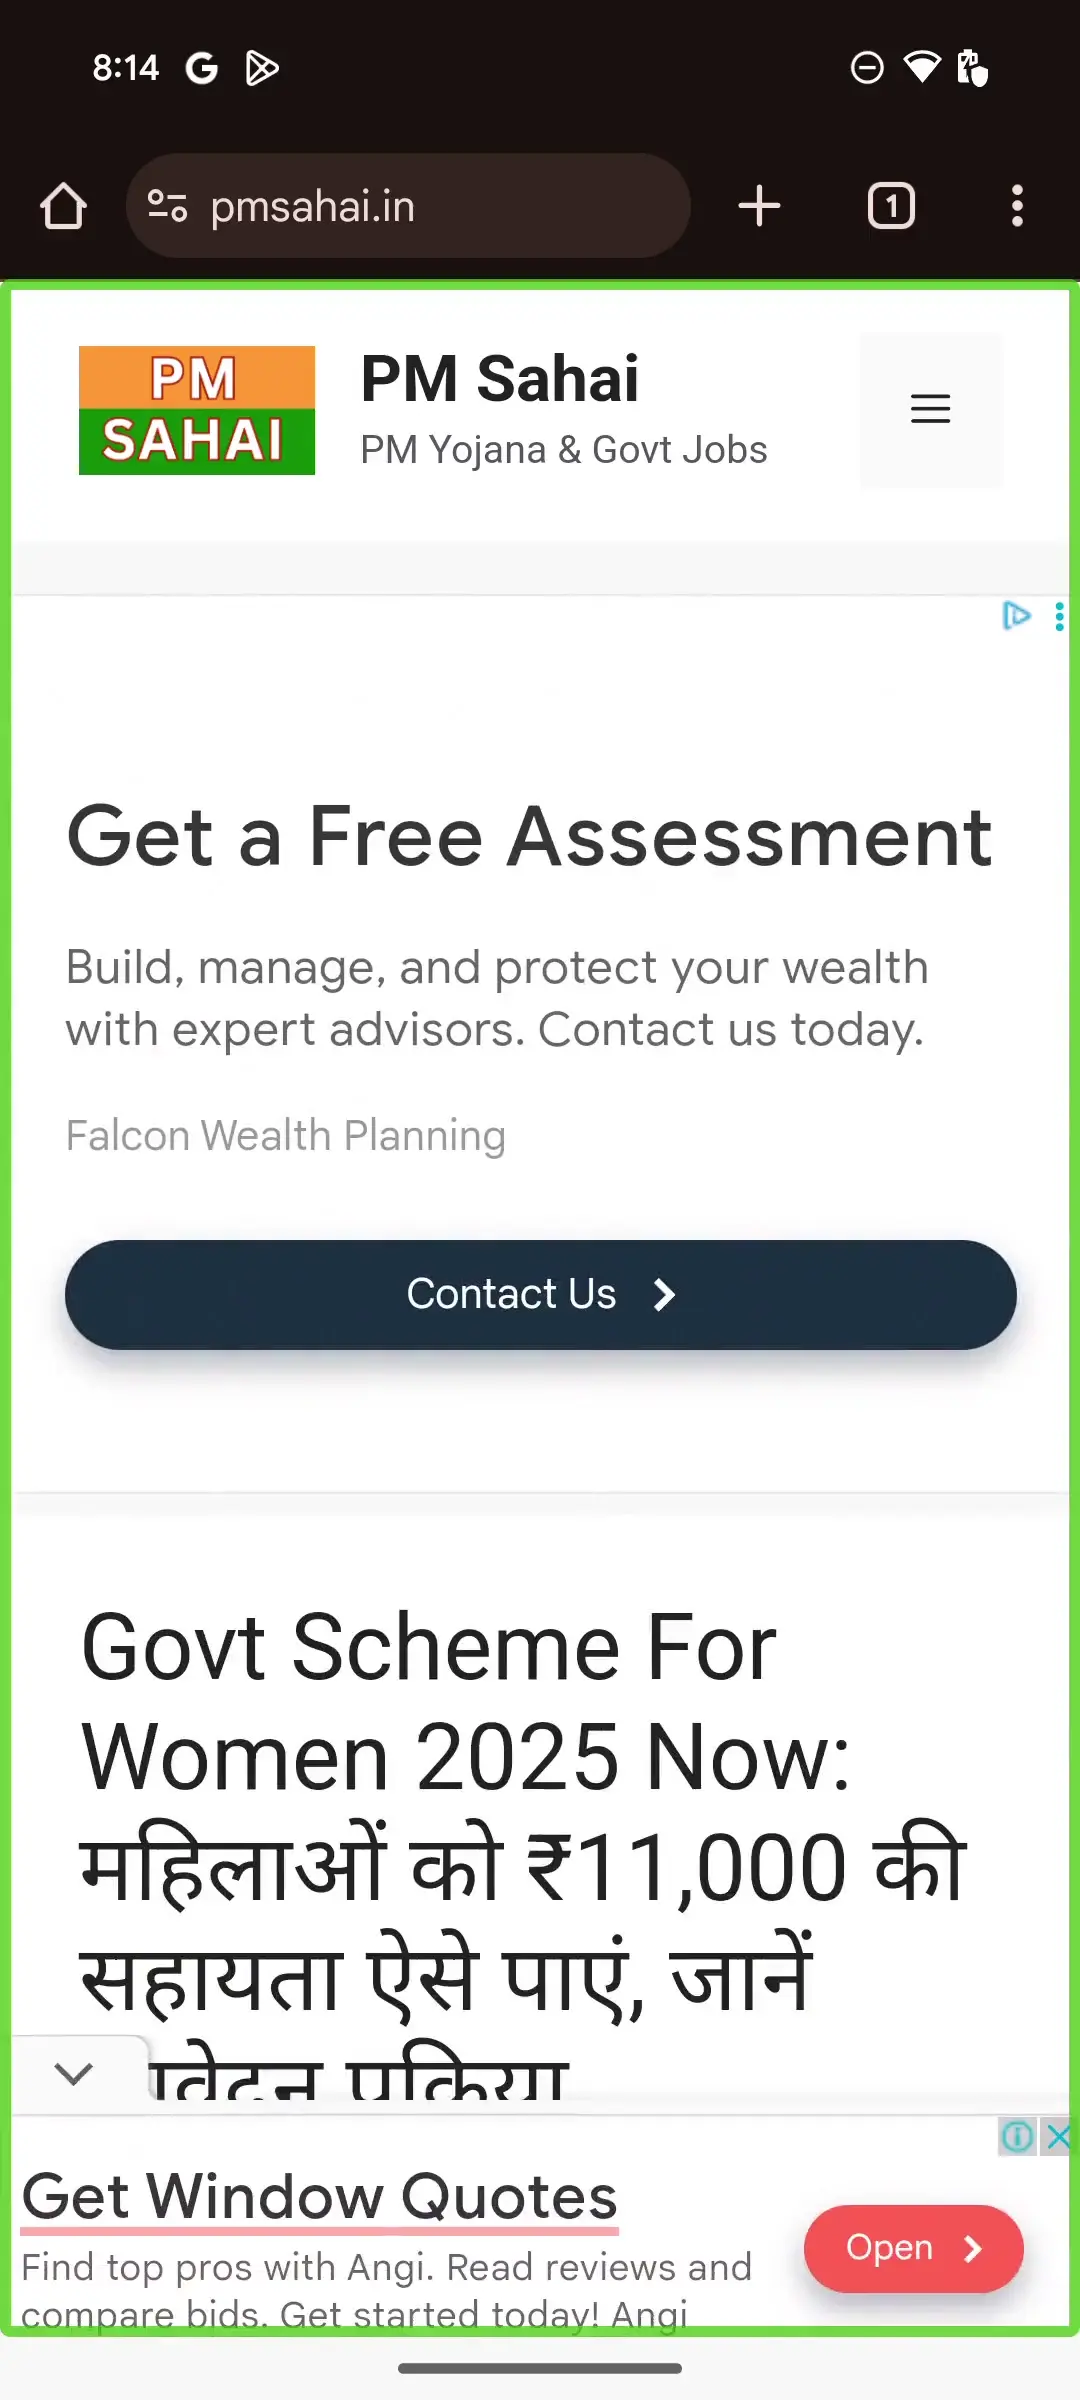 8:14
pmsahai.in
1
PM
SAHAI
PM Sahai
PM Yojana & Govt Jobs
Get a Free Assessment
Build, manage, and protect your wealth
with expert advisors. Contact us today.
Falcon Wealth Planning
Contact Us
Govt Scheme For
Women 2025 Now:
महिलाओं को ₹11,000 की
सहायता ऐसे पाएं, जानें
Get Window Quotes
Find top pros with Angi. Read reviews and
compare bids. Get started today! Angi
Open